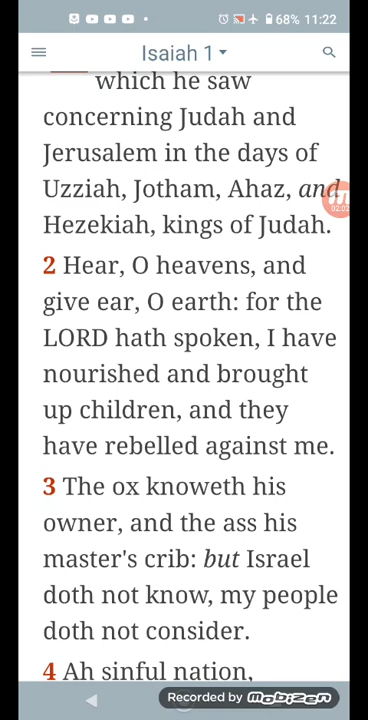 68% 11:22
Isaiah 1
which he saw
concerning Judah and
Jerusalem in the days of
Uzziah, Jotham, Ahaz, and
Hezekiah, kings of Judah.
2 Hear, O heavens, and
give ear, O earth: for the
LORD hath spoken, I have
nourished and brought
up children, and they
have rebelled against me.
3 The ox knoweth his
owner, and the ass his
master's crib: but Israel
doth not know, my people
doth not consider.
4 Ah sinful nation,
Recorded by mobizen